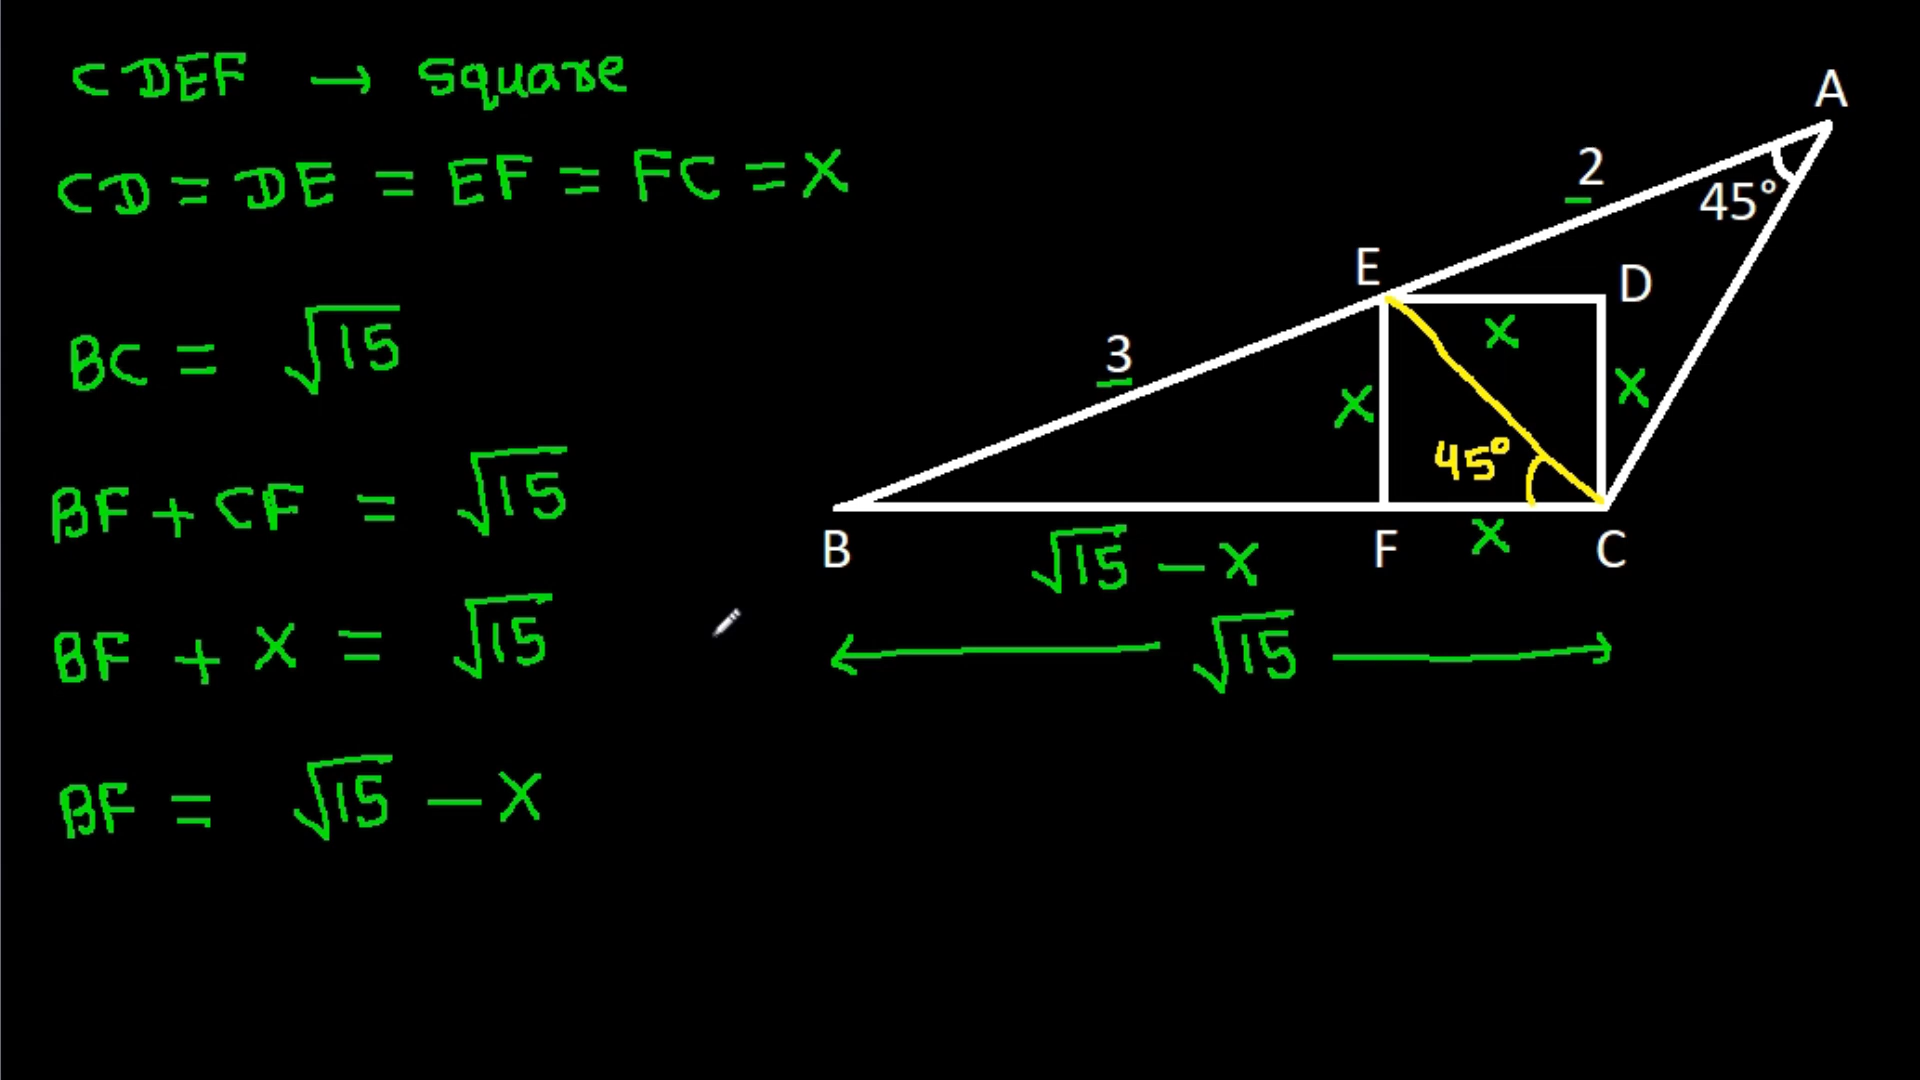 CDEF → square
CD = DE = EF = FC = X
BC = √15
BF + CF = √15
BF + X = √15
BF = √15 - X
A
2
45°
E
D
3
X
X
X
45°
B
F
X
C
√15 - X
√15